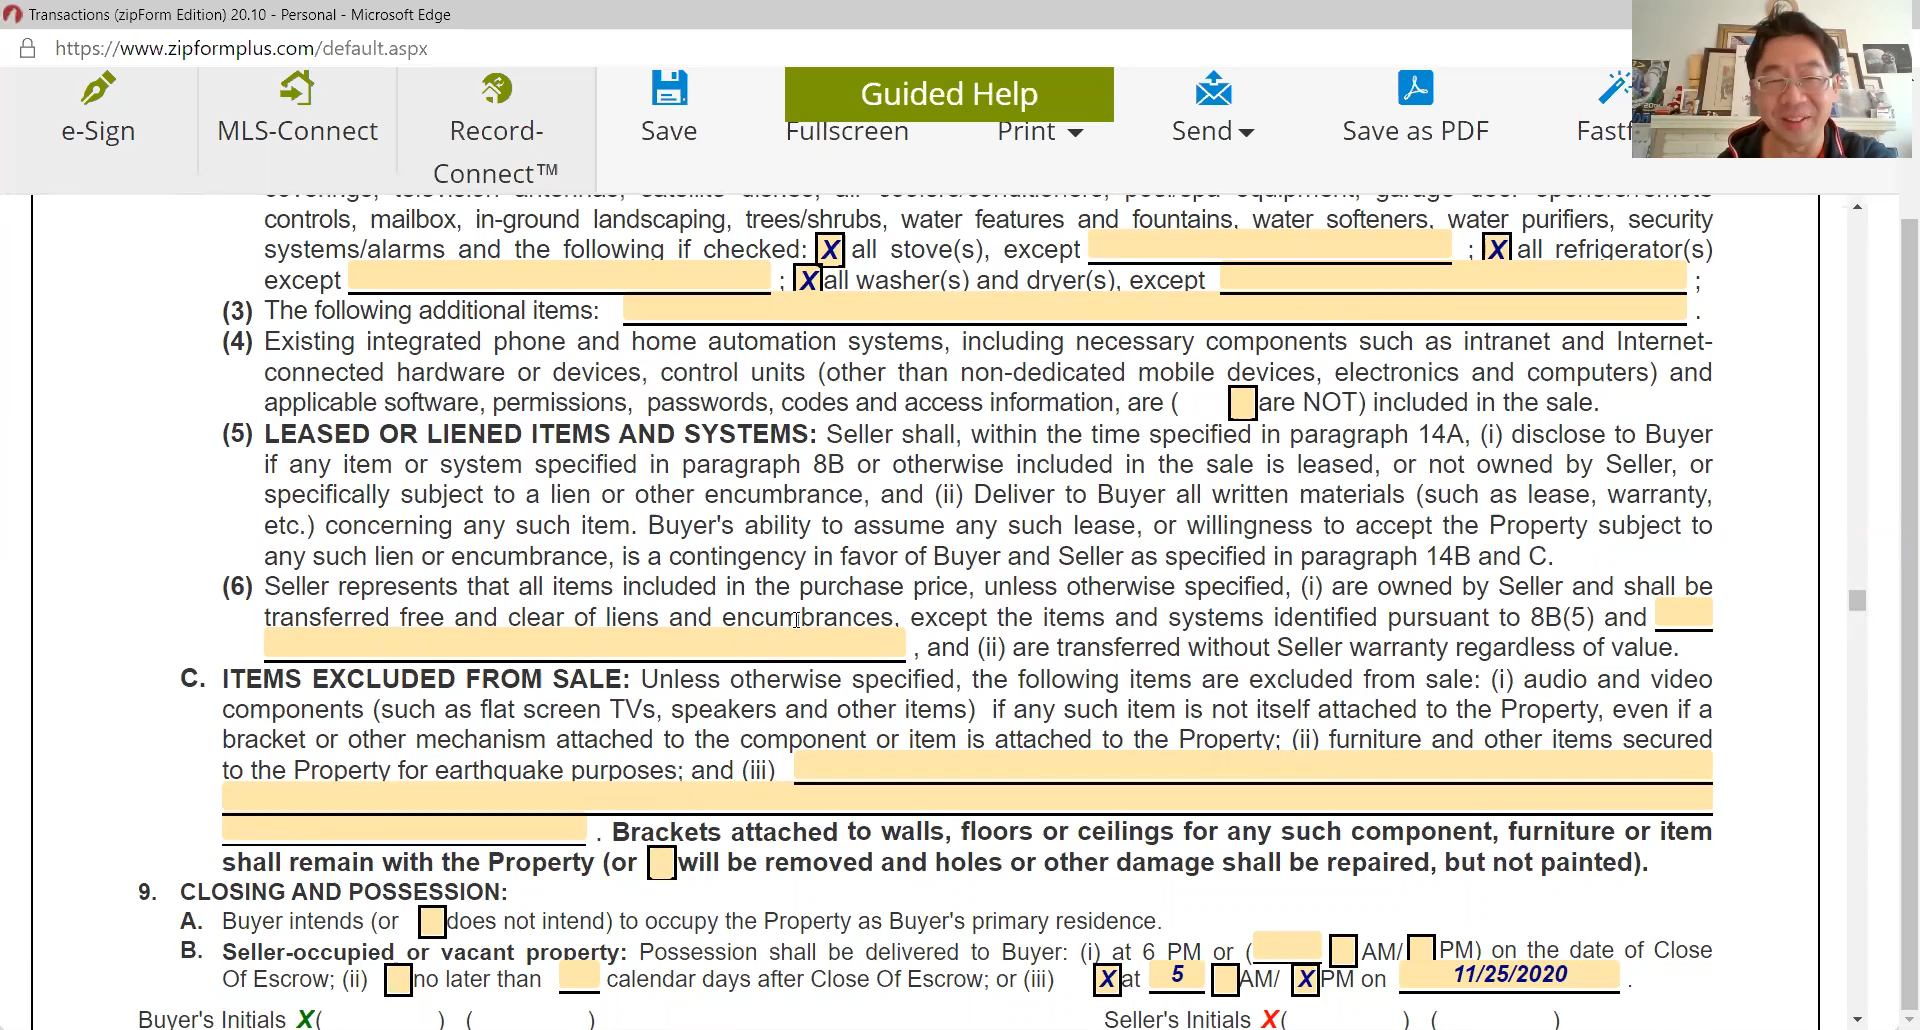 Transactions (zipForm Edition) 20.10 - Personal - Microsoft Edge
https://www.zipformplus.com/default.aspx
e-Sign
MLS-Connect
Record-Connect™
Save
Guided Help
Fullscreen
Print
Send
Save as PDF
Fastf
coverings, television antennas, satellite dishes, air coolers/conditioners, pool/spa equipment, garage door openers/remote
controls, mailbox, in-ground landscaping, trees/shrubs, water features and fountains, water softeners, water purifiers, security
systems/alarms and the following if checked: X all stove(s), except ; X all refrigerator(s)
except ; X all washer(s) and dryer(s), except ;
(3) The following additional items: .
(4) Existing integrated phone and home automation systems, including necessary components such as intranet and Internet-
connected hardware or devices, control units (other than non-dedicated mobile devices, electronics and computers) and
applicable software, permissions, passwords, codes and access information, are ( are NOT) included in the sale.
(5) LEASED OR LIENED ITEMS AND SYSTEMS: Seller shall, within the time specified in paragraph 14A, (i) disclose to Buyer
if any item or system specified in paragraph 8B or otherwise included in the sale is leased, or not owned by Seller, or
specifically subject to a lien or other encumbrance, and (ii) Deliver to Buyer all written materials (such as lease, warranty,
etc.) concerning any such item. Buyer's ability to assume any such lease, or willingness to accept the Property subject to
any such lien or encumbrance, is a contingency in favor of Buyer and Seller as specified in paragraph 14B and C.
(6) Seller represents that all items included in the purchase price, unless otherwise specified, (i) are owned by Seller and shall be
transferred free and clear of liens and encumbrances, except the items and systems identified pursuant to 8B(5) and
, and (ii) are transferred without Seller warranty regardless of value.
C. ITEMS EXCLUDED FROM SALE: Unless otherwise specified, the following items are excluded from sale: (i) audio and video
components (such as flat screen TVs, speakers and other items) if any such item is not itself attached to the Property, even if a
bracket or other mechanism attached to the component or item is attached to the Property; (ii) furniture and other items secured
to the Property for earthquake purposes; and (iii)
. Brackets attached to walls, floors or ceilings for any such component, furniture or item
shall remain with the Property (or will be removed and holes or other damage shall be repaired, but not painted).
9. CLOSING AND POSSESSION:
A. Buyer intends (or does not intend) to occupy the Property as Buyer's primary residence.
B. Seller-occupied or vacant property: Possession shall be delivered to Buyer: (i) at 6 PM or ( AM/ PM) on the date of Close
Of Escrow; (ii) no later than calendar days after Close Of Escrow; or (iii) X at 5 AM/ X PM on 11/25/2020 .
Buyer's Initials X( ) ( )
Seller's Initials X( ) ( )